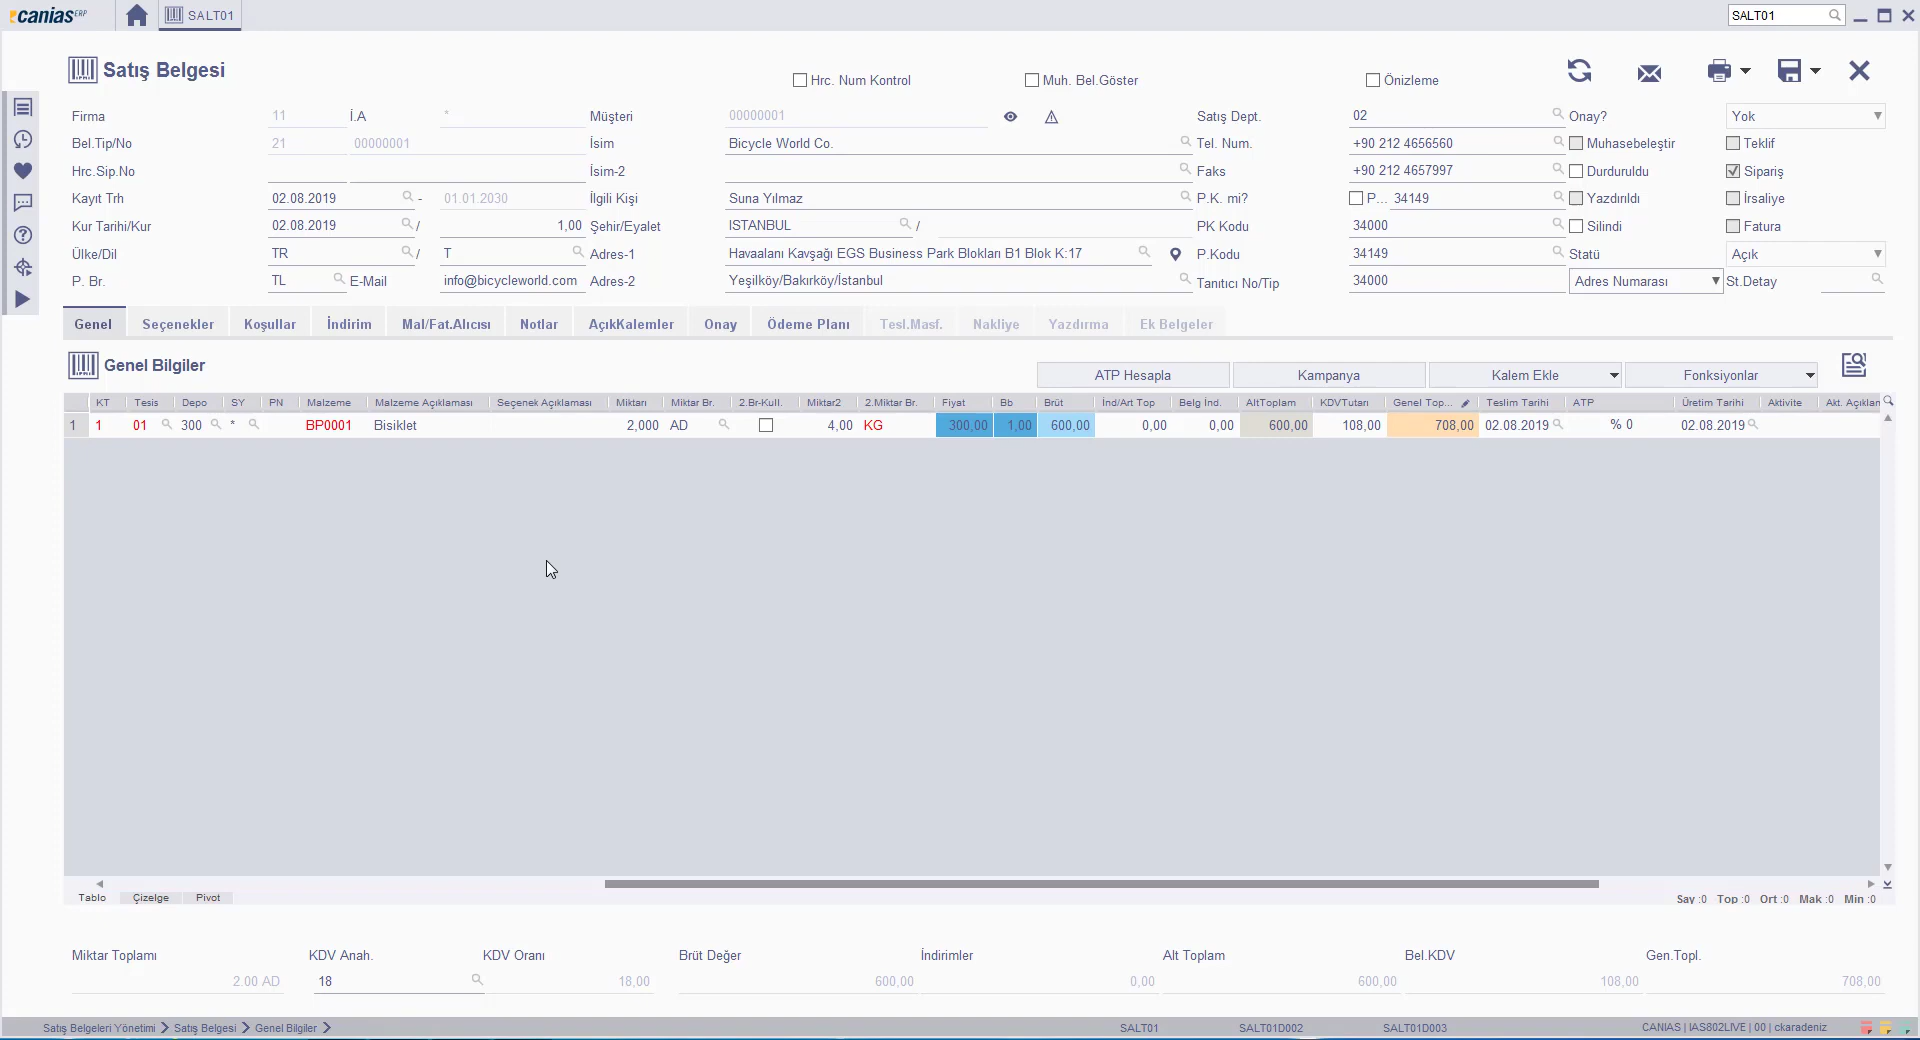 canias ERP
SALT01
SALT01
Satış Belgesi
Hrc. Num Kontrol
Muh. Bel.Göster
Önizleme
Firma 11 İ.A * Müşteri 00000001 Satış Dept. 02 Onay? Yok
Bel.Tip/No 21 00000001 İsim Bicycle World Co. Tel. Num. +90 212 4656560 Muhasebeleştir Teklif
Hrc.Sip.No İsim-2 Faks +90 212 4657997 Durduruldu Sipariş
Kayıt Trh 02.08.2019 - 01.01.2030 İlgili Kişi Suna Yılmaz P.K. mi? P... 34149 Yazdırıldı İrsaliye
Kur Tarihi/Kur 02.08.2019 / 1,00 Şehir/Eyalet ISTANBUL / PK Kodu 34000 Silindi Fatura
Ülke/Dil TR / T Adres-1 Havaalanı Kavşağı EGS Business Park Blokları B1 Blok K:17 P.Kodu 34149 Statü Açık
P. Br. TL E-Mail info@bicycleworld.com Adres-2 Yeşilköy/Bakırköy/İstanbul Tanıtıcı No/Tip 34000 Adres Numarası St.Detay
Genel Seçenekler Koşullar İndirim Mal/Fat.Alıcısı Notlar AçıkKalemler Onay Ödeme Planı Tesl.Masf. Nakliye Yazdırma Ek Belgeler
Genel Bilgiler
ATP Hesapla Kampanya Kalem Ekle Fonksiyonlar
KT Tesis Depo SY PN Malzeme Malzeme Açıklaması Seçenek Açıklaması Miktarı Miktar Br. 2.Br-Kull. Miktar2 2.Miktar Br. Fiyat Bb Brüt İnd/Art Top Belg İnd. AltToplam KDVTutarı Genel Top... Teslim Tarihi ATP Üretim Tarihi Aktivite Akt. Açıklan
1 1 01 300 * BP0001 Bisiklet 2,000 AD 4,00 KG 300,00 1,00 600,00 0,00 0,00 600,00 108,00 708,00 02.08.2019 % 0 02.08.2019
Tablo Çizelge Pivot
Say :0 Top :0 Ort :0 Mak :0 Min :0
Miktar Toplamı KDV Anah. KDV Oranı Brüt Değer İndirimler Alt Toplam Bel.KDV Gen.Topl.
2.00 AD 18 18,00 600,00 0,00 600,00 108,00 708,00
Satış Belgeleri Yönetimi Satış Belgesi Genel Bilgiler SALT01 SALT01D002 SALT01D003 CANIAS | IAS802LIVE | 00 | ckaradeniz